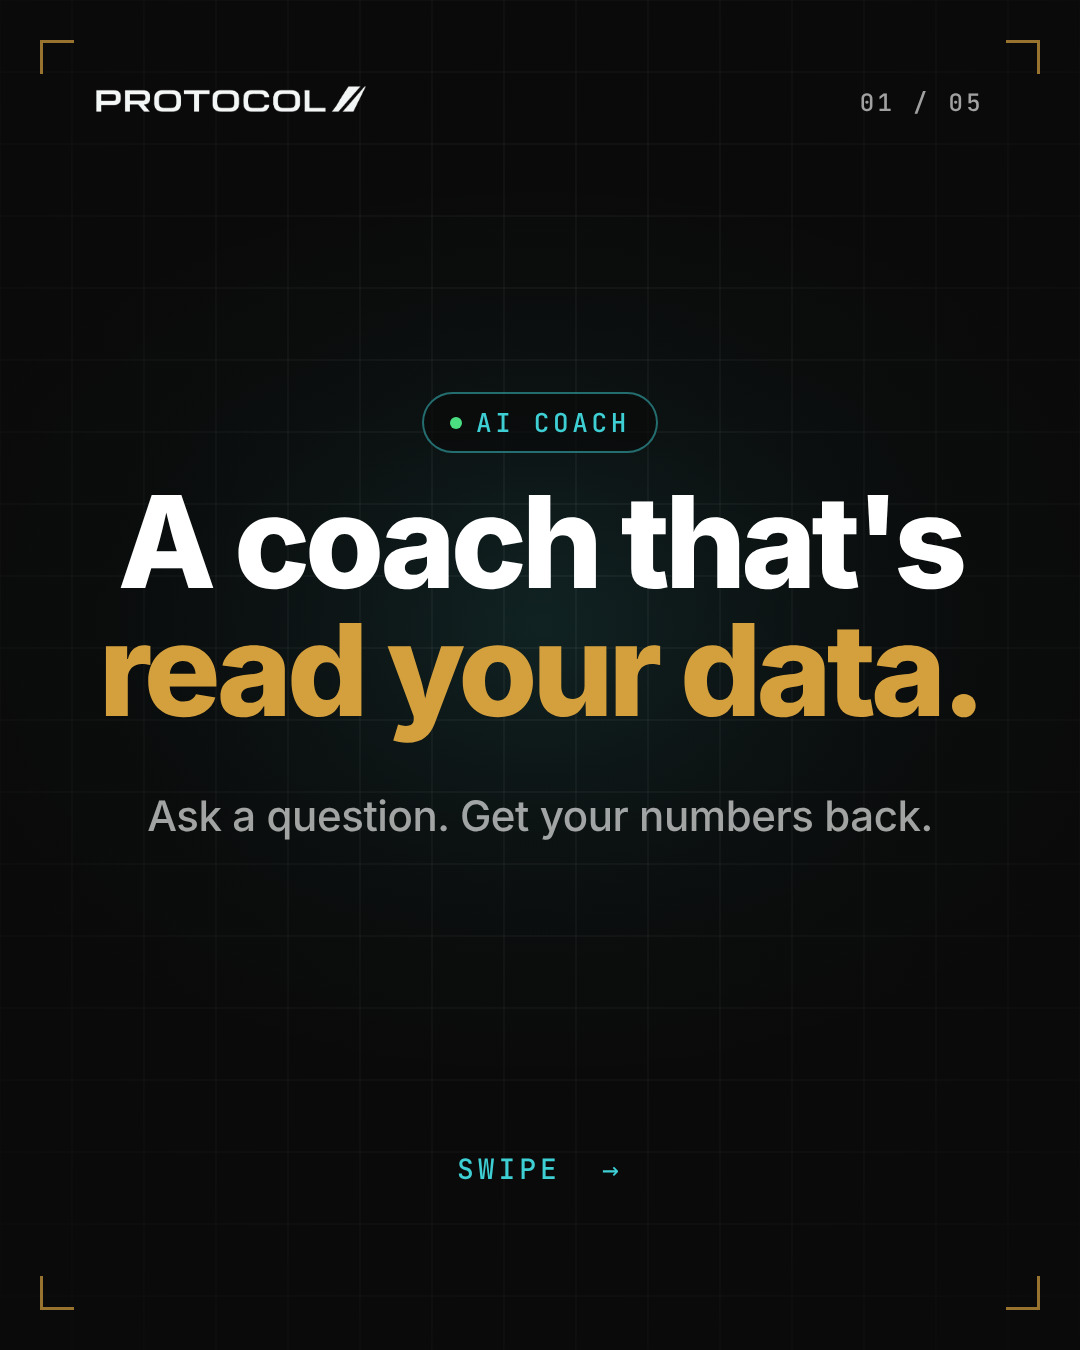 PROTOCOL
01 / 05
AI COACH
A coach that's
read your data.
Ask a question. Get your numbers back.
SWIPE →